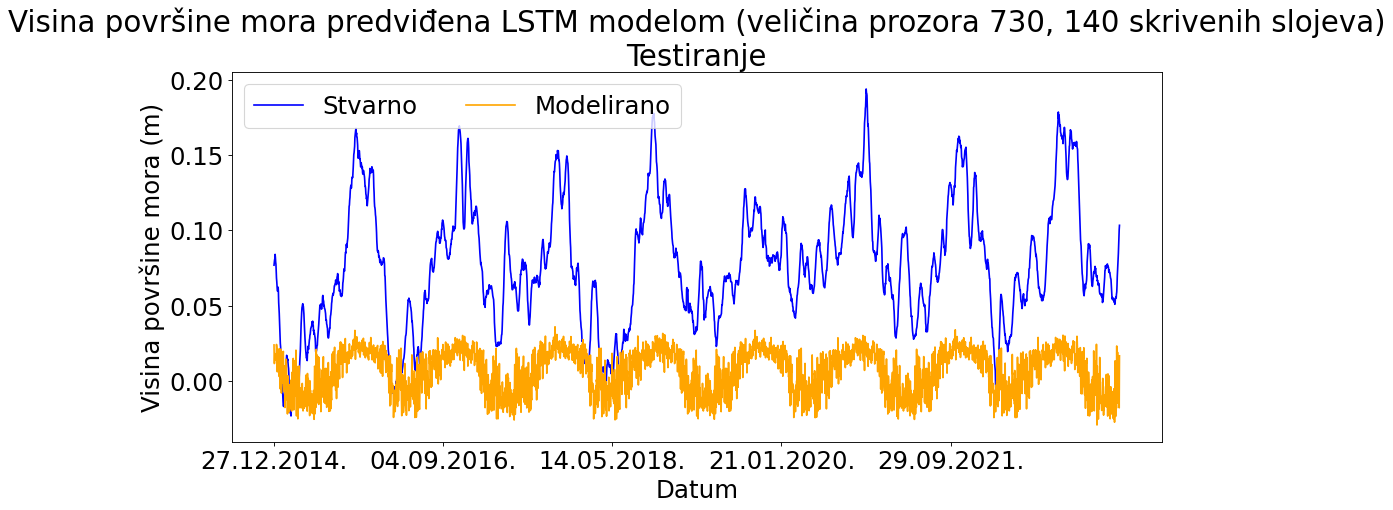 Visina površine mora predviđena LSTM modelom (veličina prozora 730, 140 skrivenih slojeva)
Testiranje
Stvarno Modelirano
Visina površine mora (m)
0.20
0.15
0.10
0.05
0.00
27.12.2014. 04.09.2016. 14.05.2018. 21.01.2020. 29.09.2021.
Datum